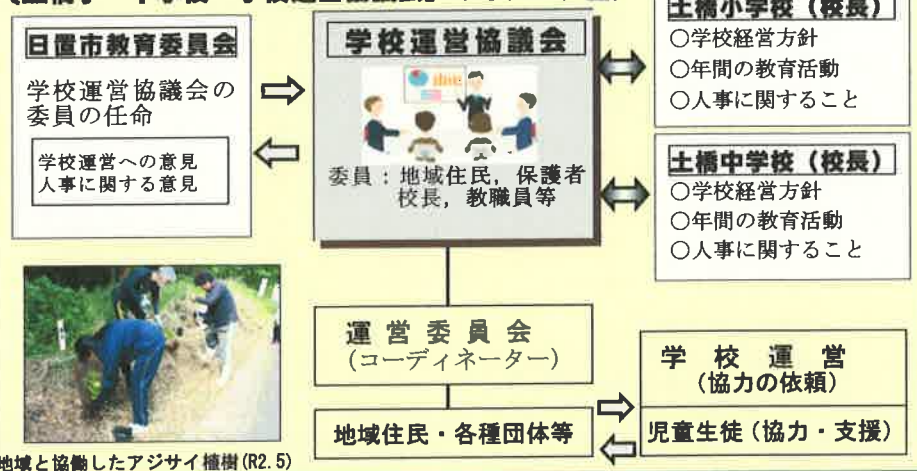 日置市教育委員会
学校運営協議会の
委員の任命
学校運営への意見
人事に関する意見
学校運営協議会
委員：地域住民，保護者
校長，教職員等
土橋小学校（校長）
○学校経営方針
○年間の教育活動
○人事に関すること
土橋中学校（校長）
○学校経営方針
○年間の教育活動
○人事に関すること
運営委員会
(コーディネーター)
地域住民・各種団体等
学校運営
(協力の依頼)
児童生徒(協力・支援)
地域と協働したアジサイ植樹(R2.5)